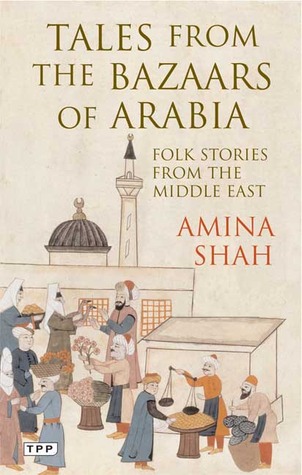 TALES FROM
THE BAZAARS
OF ARABIA
FOLK STORIES
FROM THE
MIDDLE EAST
AMINA
SHAH
TPP